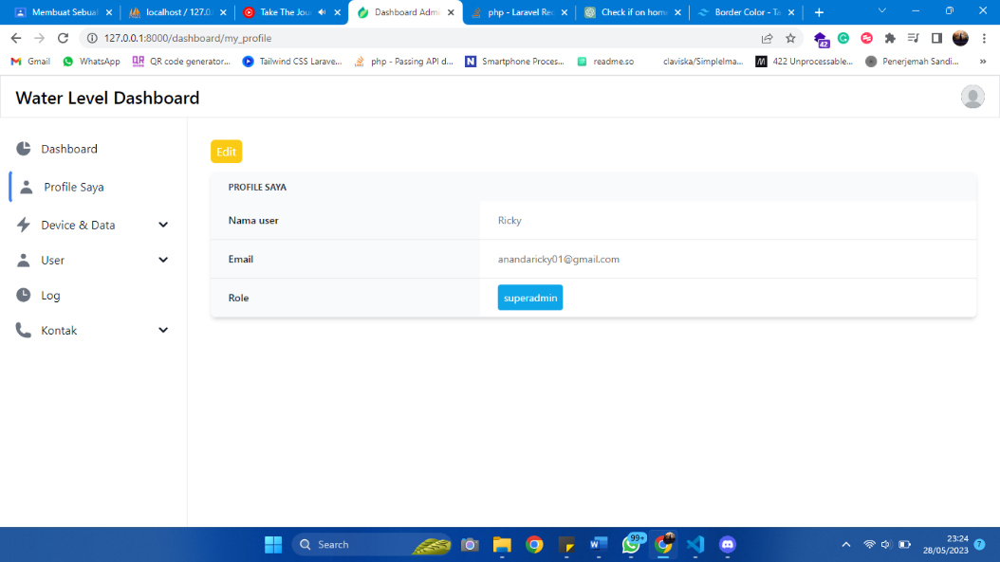 Membuat Sebua
localhost / 127.0.
Take The Jou
Dashboard Adm
php - Laravel Re
Check if on hom
Border Color - Ta
127.0.0.1:8000/dashboard/my_profile
42
Gmail
WhatsApp
QR code generator...
Tailwind CSS Larave...
php - Passing API d...
Smartphone Proces...
readme.so
claviska/SimpleIma...
422 Unprocessable...
Penerjemah Sandi...
Water Level Dashboard
Dashboard
Profile Saya
Device & Data
User
Log
Kontak
Edit
PROFILE SAYA
Nama user
Ricky
Email
anandaricky01@gmail.com
Role
superadmin
Search
99+
23:24
28/05/2023
7